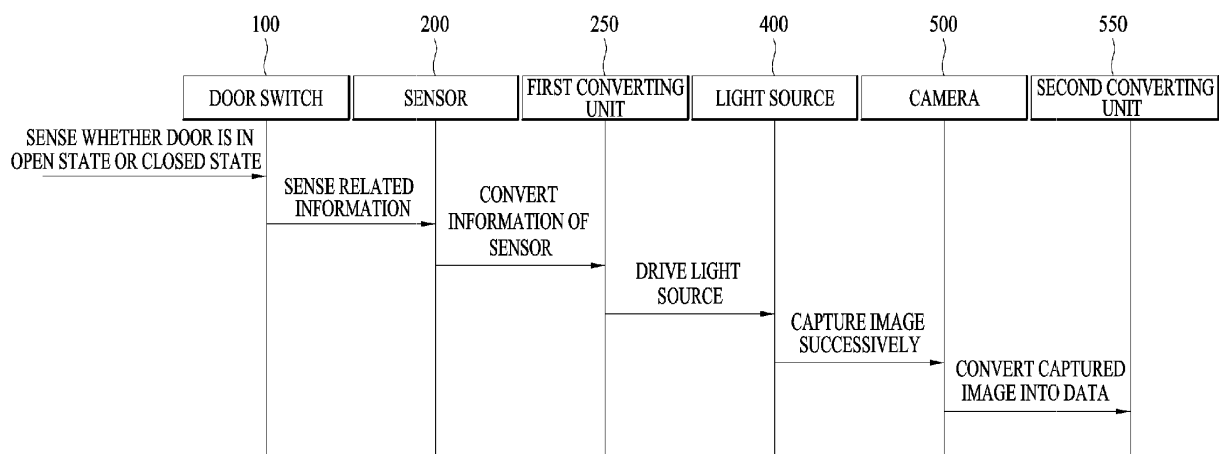 100 200 250 400 500 550
DOOR SWITCH
SENSOR
FIRST CONVERTING
UNIT
LIGHT SOURCE
CAMERA
SECOND CONVERTING
UNIT
SENSE WHETHER DOOR IS IN
OPEN STATE OR CLOSED STATE
SENSE RELATED
INFORMATION
CONVERT
INFORMATION OF
SENSOR
DRIVE LIGHT
SOURCE
CAPTURE IMAGE
SUCCESSIVELY
CONVERT CAPTURED
IMAGE INTO DATA